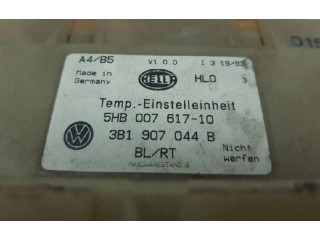 A4/B5 V1.0.0
Made in Germany
HELLA HLO
Temp.-Einstelleinheit
5HB 007 617-10
3B1 907 044 B
BL/RT
Nicht werfen
D15